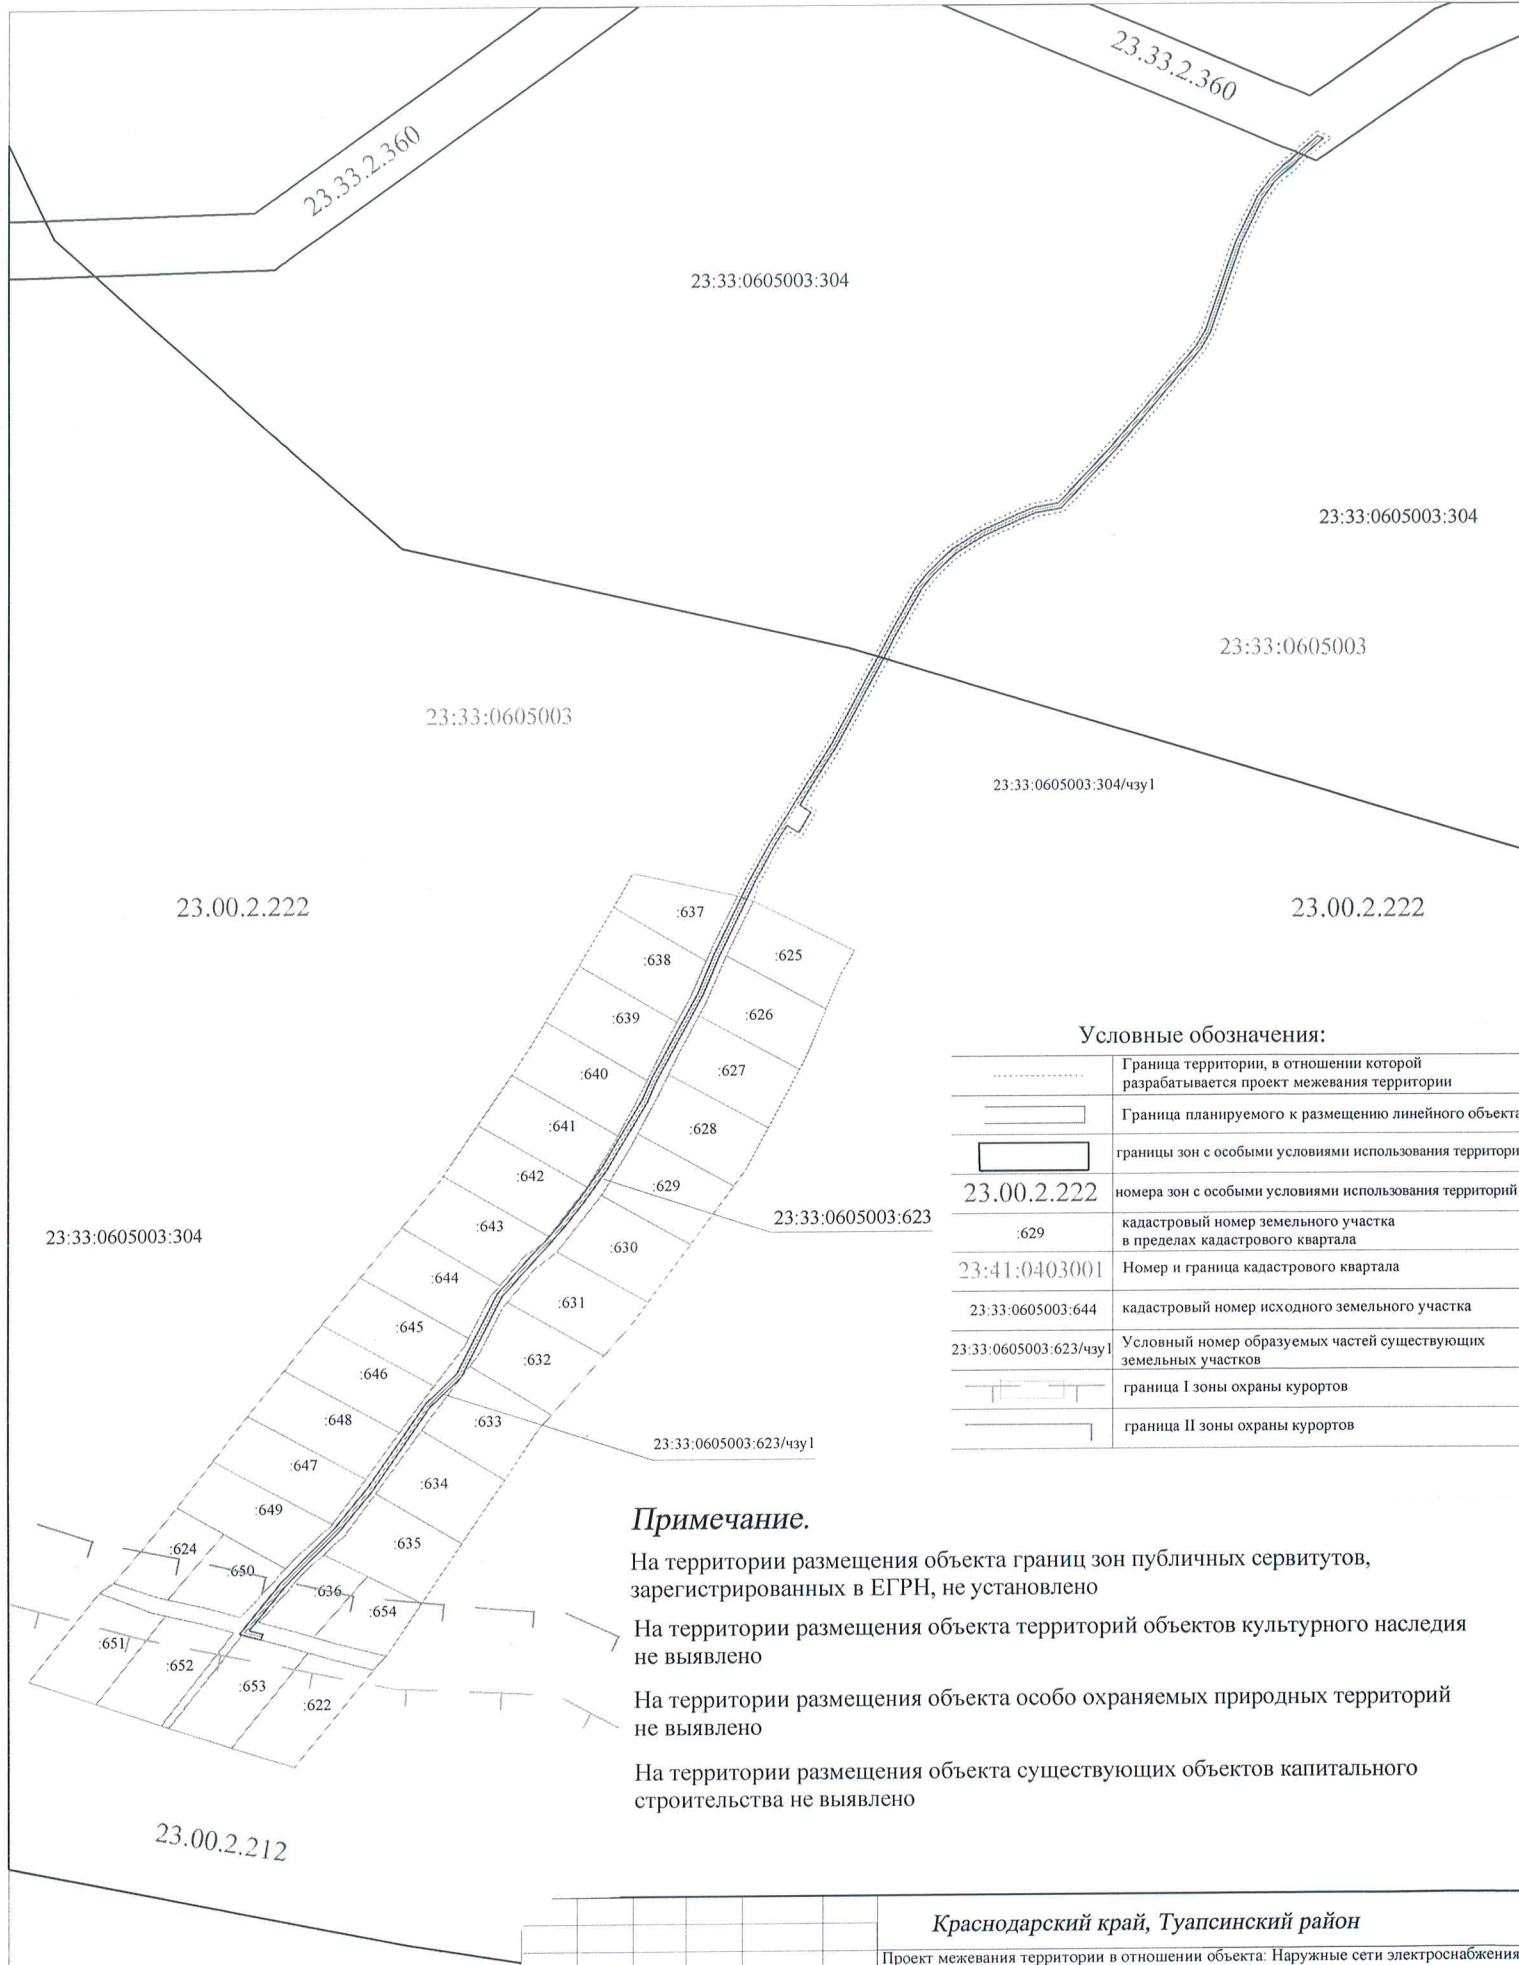 23.33.2.360
23.33.2.360
23:33:0605003:304
23:33:0605003:304
23:33:0605003
23:33:0605003
23:33:0605003:304/чзу1
23.00.2.222
23.00.2.222
:637
:625
:638
:626
:639
:627
:640
:628
:641
:629
:642
23:33:0605003:623
:643
23:33:0605003:304
:630
:644
:631
:645
:632
:646
:633
:648
23:33:0605003:623/чзу1
:647
:634
:649
:635
:624
:650
:636
:654
:651
:652
:653
:622
23.00.2.212
Условные обозначения:
Граница территории, в отношении которой
разрабатывается проект межевания территории
Граница планируемого к размещению линейного объекта
границы зон с особыми условиями использования территори
23.00.2.222 номера зон с особыми условиями использования территорий
:629 кадастровый номер земельного участка
в пределах кадастрового квартала
23:41:0403001 Номер и граница кадастрового квартала
23:33:0605003:644 кадастровый номер исходного земельного участка
23:33:0605003:623/чзу1 Условный номер образуемых частей существующих
земельных участков
граница I зоны охраны курортов
граница II зоны охраны курортов
Примечание.
На территории размещения объекта границ зон публичных сервитутов,
зарегистрированных в ЕГРН, не установлено
На территории размещения объекта территорий объектов культурного наследия
не выявлено
На территории размещения объекта особо охраняемых природных территорий
не выявлено
На территории размещения объекта существующих объектов капитального
строительства не выявлено
Краснодарский край, Туапсинский район
Проект межевания территории в отношении объекта: Наружные сети электроснабжения